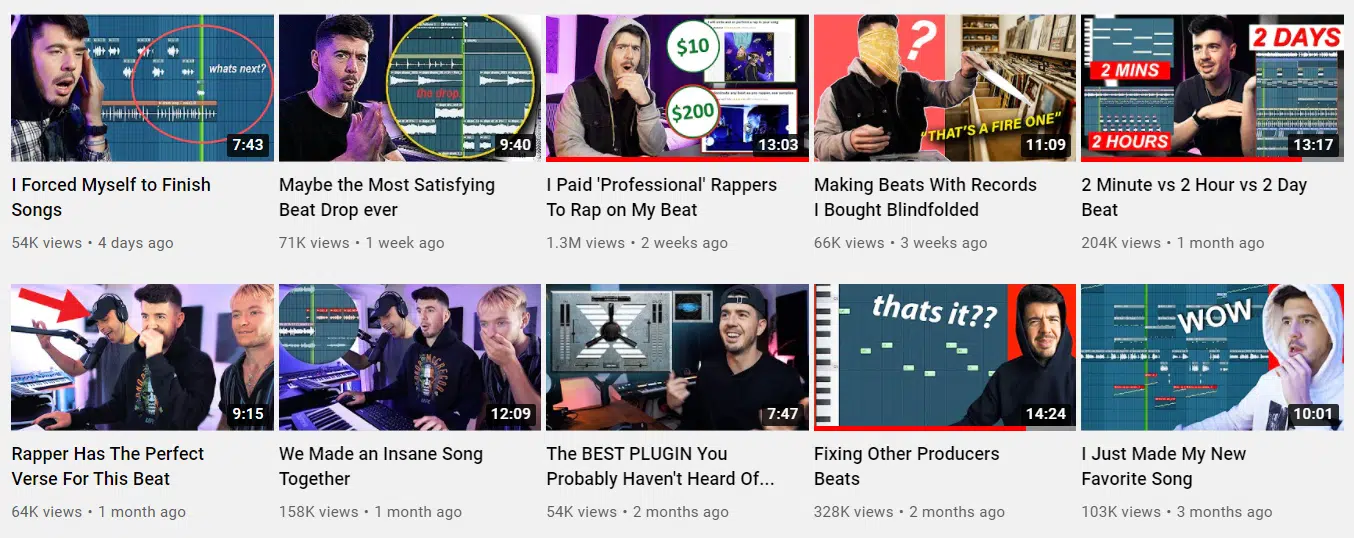 whats next?
7:43
the drop
9:40
$10
$200
13:03
?
"THAT'S A FIRE ONE"
11:09
2 MINS
2 HOURS
2 DAYS
13:17
I Forced Myself to Finish
Songs
54K views • 4 days ago
Maybe the Most Satisfying
Beat Drop ever
71K views • 1 week ago
I Paid 'Professional' Rappers
To Rap on My Beat
1.3M views • 2 weeks ago
Making Beats With Records
I Bought Blindfolded
66K views • 3 weeks ago
2 Minute vs 2 Hour vs 2 Day
Beat
204K views • 1 month ago
9:15
12:09
7:47
thats it??
14:24
WOW
10:01
Rapper Has The Perfect
Verse For This Beat
64K views • 1 month ago
We Made an Insane Song
Together
158K views • 1 month ago
The BEST PLUGIN You
Probably Haven't Heard Of...
54K views • 2 months ago
Fixing Other Producers
Beats
328K views • 2 months ago
I Just Made My New
Favorite Song
103K views • 3 months ago